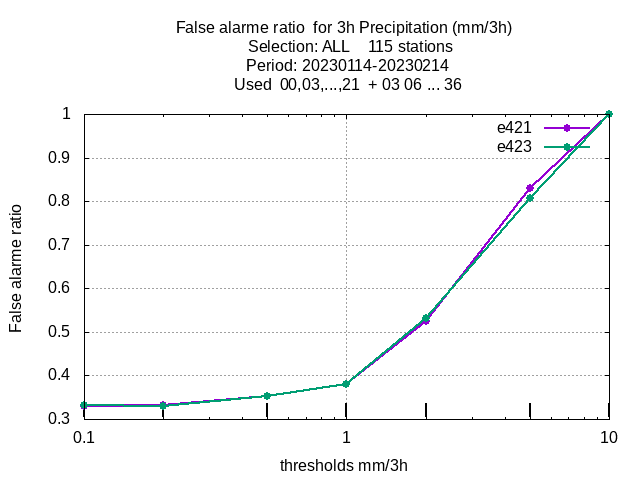 False alarme ratio  for 3h Precipitation (mm/3h)
Selection: ALL    115 stations
Period: 20230114-20230214
Used  00,03,...,21  + 03 06 ... 36
e421
e423
False alarme ratio
1
0.9
0.8
0.7
0.6
0.5
0.4
0.3
0.1
1
10
thresholds mm/3h